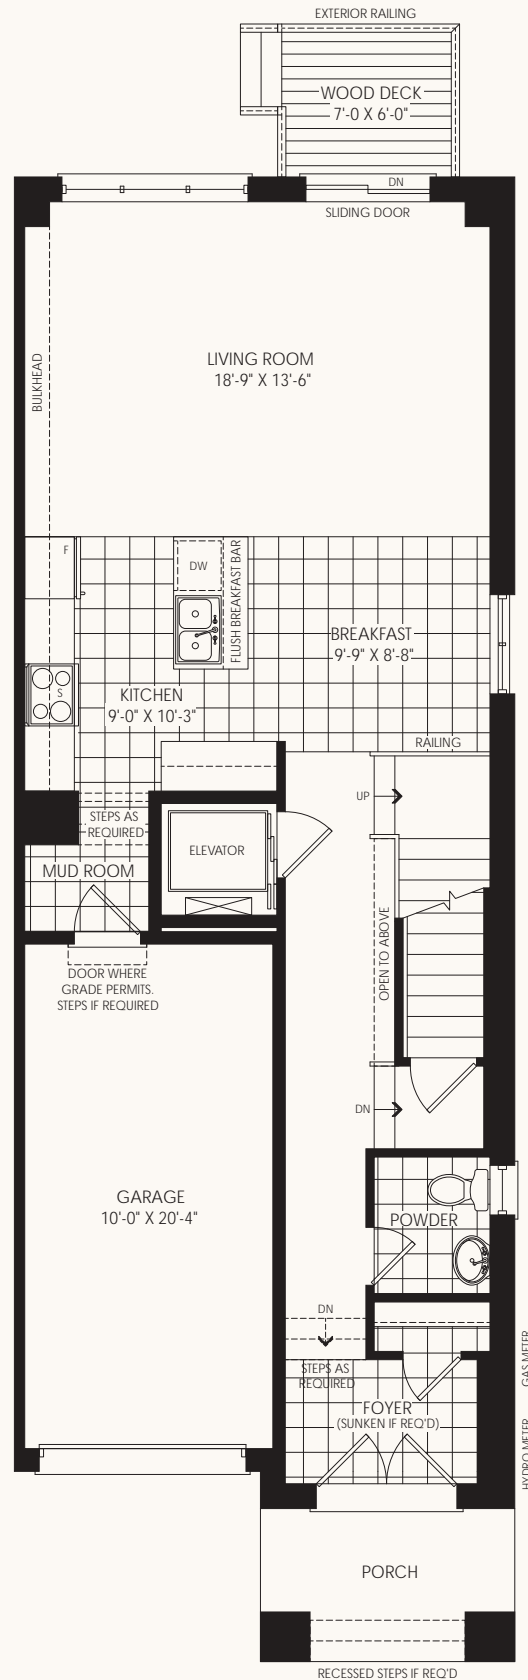 EXTERIOR RAILING
WOOD DECK
7'-0 X 6'-0"
DN
SLIDING DOOR
BULKHEAD
LIVING ROOM
18'-9" X 13'-6"
F
DW
FLUSH BREAKFAST BAR
BREAKFAST
9'-9" X 8'-8"
S
KITCHEN
9'-0" X 10'-3"
RAILING
UP
STEPS AS
REQUIRED
ELEVATOR
MUD ROOM
OPEN TO ABOVE
DOOR WHERE
GRADE PERMITS.
STEPS IF REQUIRED
DN
GARAGE
10'-0" X 20'-4"
POWDER
DN
STEPS AS
REQUIRED
FOYER
(SUNKEN IF REQ'D)
GAS METER
HYDRO METER
PORCH
RECESSED STEPS IF REQ'D